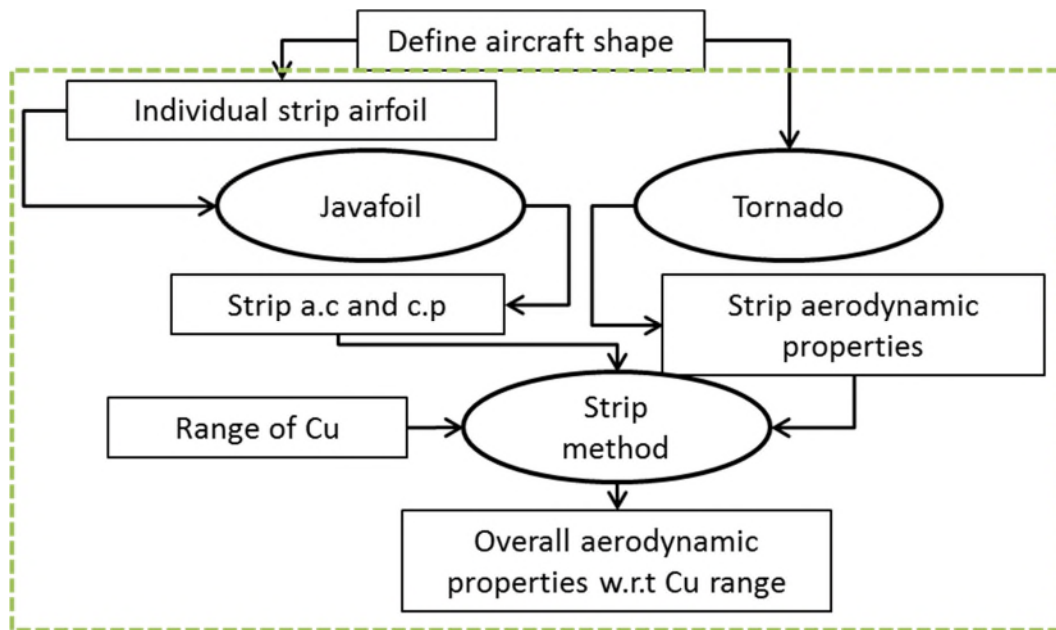 Define aircraft shape
Individual strip airfoil
Javafoil
Tornado
Strip a.c and c.p
Strip aerodynamic
properties
Range of Cu
Strip
method
Overall aerodynamic
properties w.r.t Cu range